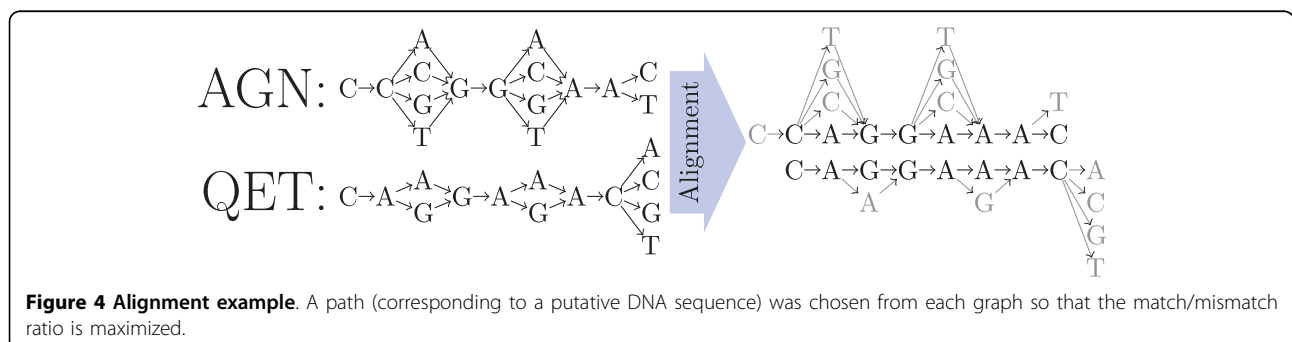 A A
C C C
AGN: C→C G→G A→A
G G T
T T
A
A A C
QET: C→A G→A A→C
G G G
T
Alignment
T T
G G
C C T
C→C→A→G→G→A→A→A→C
C→A→G→G→A→A→A→C→A
A G C
G
T
Figure 4 Alignment example. A path (corresponding to a putative DNA sequence) was chosen from each graph so that the match/mismatch
ratio is maximized.